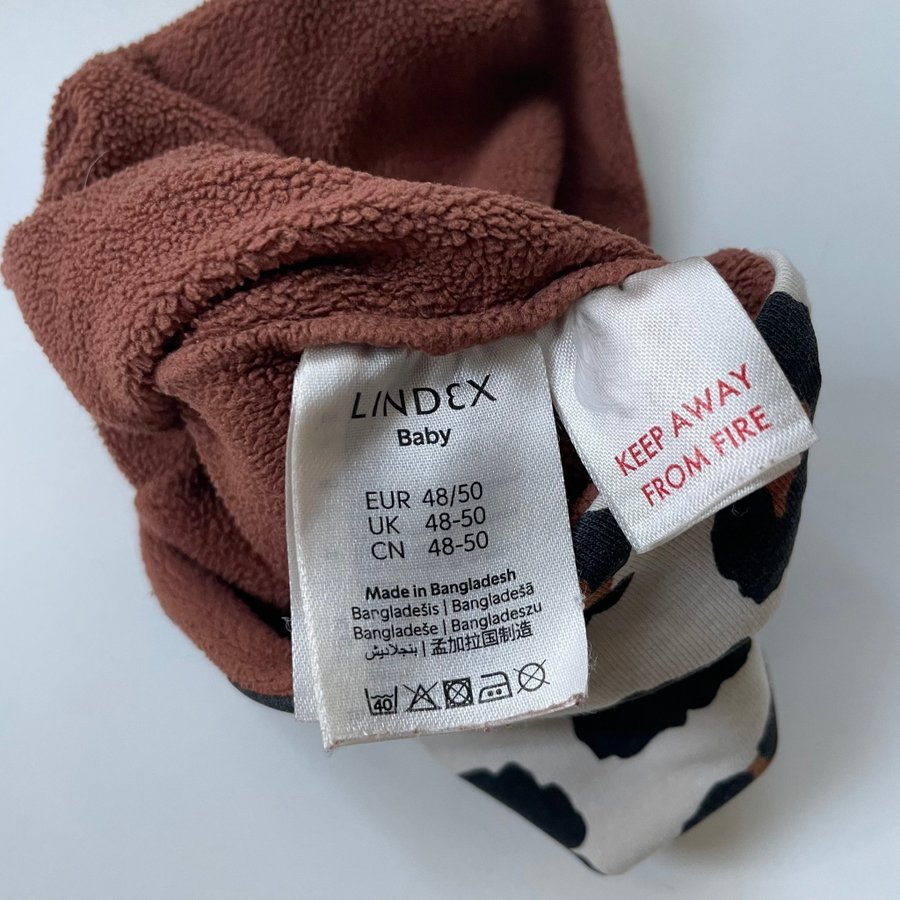 LINDEX
Baby
EUR 48/50
UK 48-50
CN 48-50
Made in Bangladesh
Bangladešis | Bangladešā
Bangladeše | Bangladeszu
بنجلاديش | 孟加拉国制造
40
KEEP AWAY
FROM FIRE